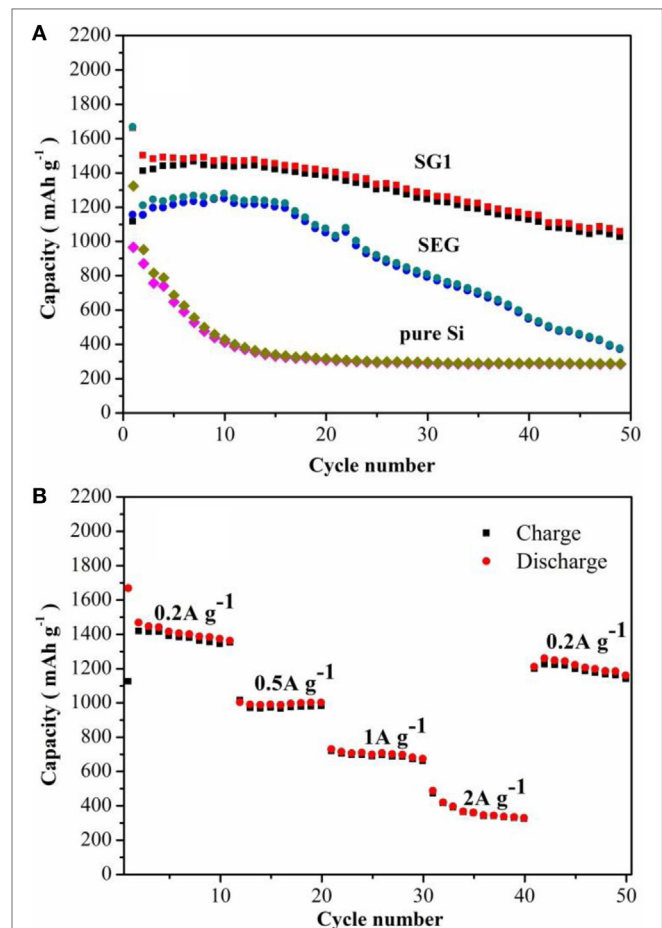 A
2200
2000
1800
1600
1400
1200
1000
800
600
400
200
0
Capacity ( mAh g⁻¹ )
SG1
SEG
pure Si
0 10 20 30 40 50
Cycle number
B
2200
2000
1800
1600
1400
1200
1000
800
600
400
200
0
Capacity ( mAh g⁻¹ )
Charge
Discharge
0.2A g⁻¹
0.5A g⁻¹
1A g⁻¹
2A g⁻¹
0.2A g⁻¹
10 20 30 40 50
Cycle number